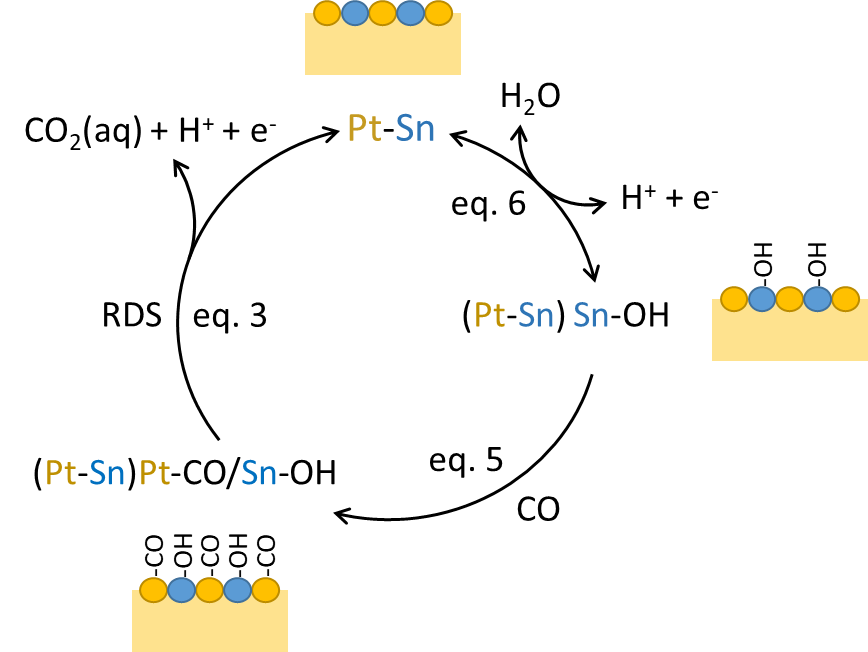 H₂O
CO₂(aq) + H⁺ + e⁻
Pt-Sn
eq. 6
H⁺ + e⁻
-OH
-OH
RDS
eq. 3
(Pt-Sn) Sn-OH
eq. 5
(Pt-Sn)Pt-CO/Sn-OH
CO
-CO
-OH
-CO
-OH
-CO